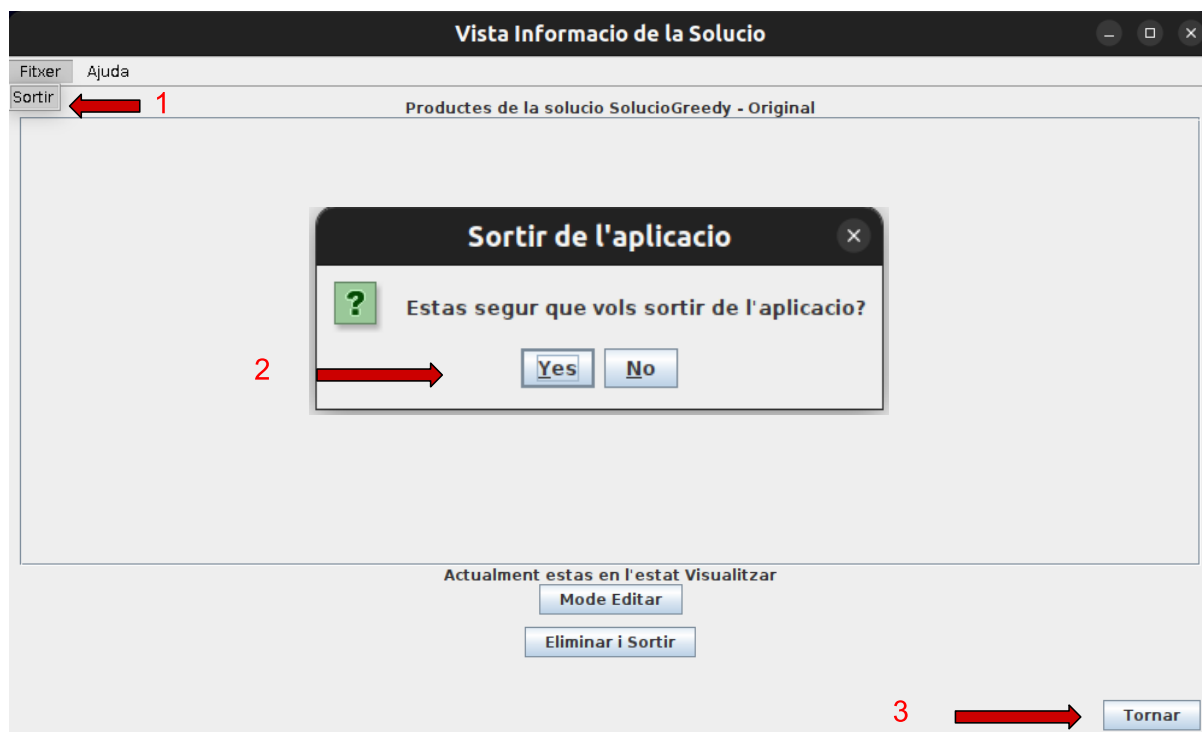 Vista Informacio de la Solucio
Fitxer Ajuda
Sortir 1
Productes de la solucio SolucioGreedy - Original
Sortir de l'aplicacio
? Estas segur que vols sortir de l'aplicacio?
2 Yes No
Actualment estas en l'estat Visualitzar
Mode Editar
Eliminar i Sortir
3 Tornar